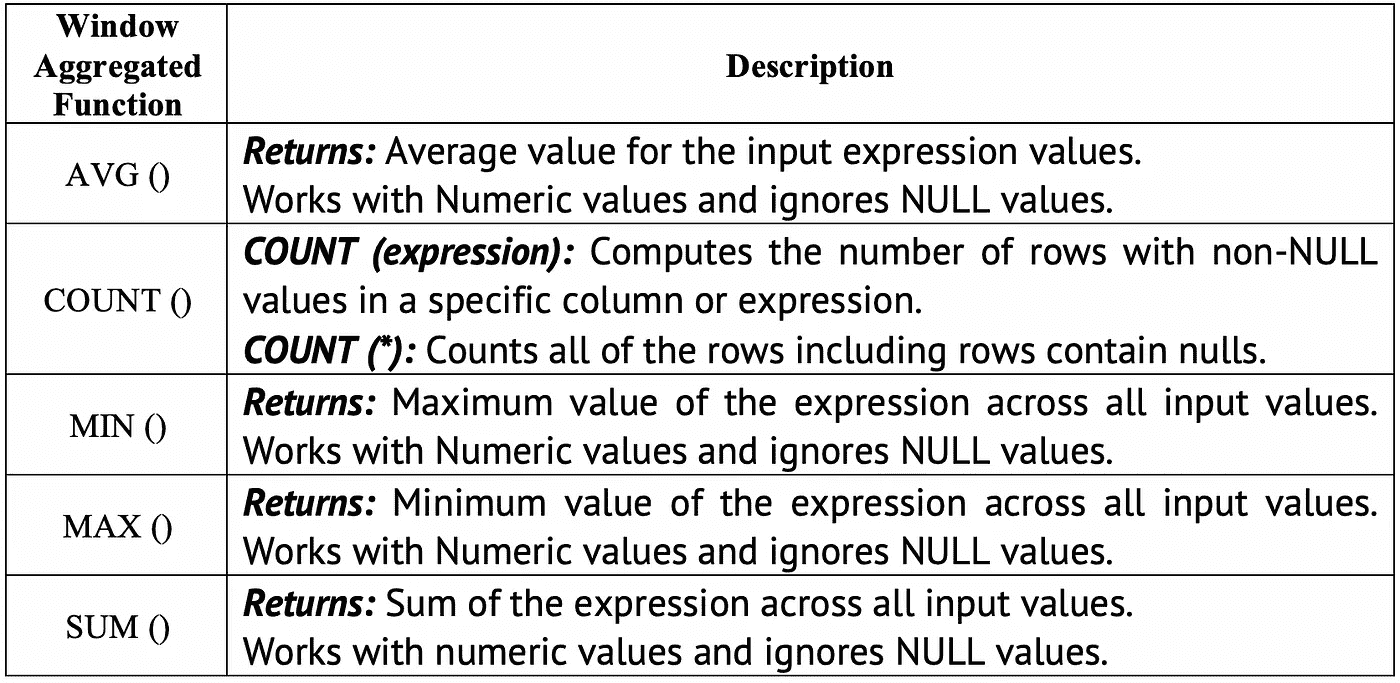 Window
Aggregated
Function
Description
AVG ()
Returns: Average value for the input expression values.
Works with Numeric values and ignores NULL values.
COUNT ()
COUNT (expression): Computes the number of rows with non-NULL
values in a specific column or expression.
COUNT (*): Counts all of the rows including rows contain nulls.
MIN ()
Returns: Maximum value of the expression across all input values.
Works with Numeric values and ignores NULL values.
MAX ()
Returns: Minimum value of the expression across all input values.
Works with Numeric values and ignores NULL values.
SUM ()
Returns: Sum of the expression across all input values.
Works with numeric values and ignores NULL values.